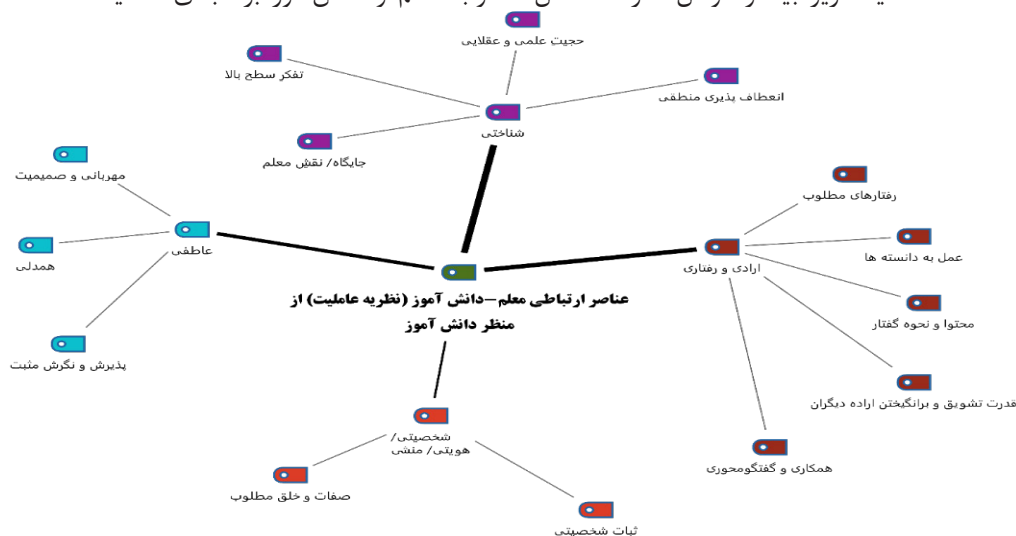 حجیت علمی و عقلایی
تفکر سطح بالا
انعطاف پذیری منطقی
شناختی
جایگاه/ نقش معلم
مهربانی و صمیمیت
رفتارهای مطلوب
عاطفی
همدلی
ارادی و رفتاری
عمل به دانسته ها
عناصر ارتباطی معلم–دانش آموز (نظریه عاملیت) از
منظر دانش آموز
محتوا و نحوه گفتار
پذیرش و نگرش مثبت
قدرت تشویق و برانگیختن اراده دیگران
شخصیتی/
هویتی/ منشی
همکاری و گفتگومحوری
صفات و خلق مطلوب
ثبات شخصیتی